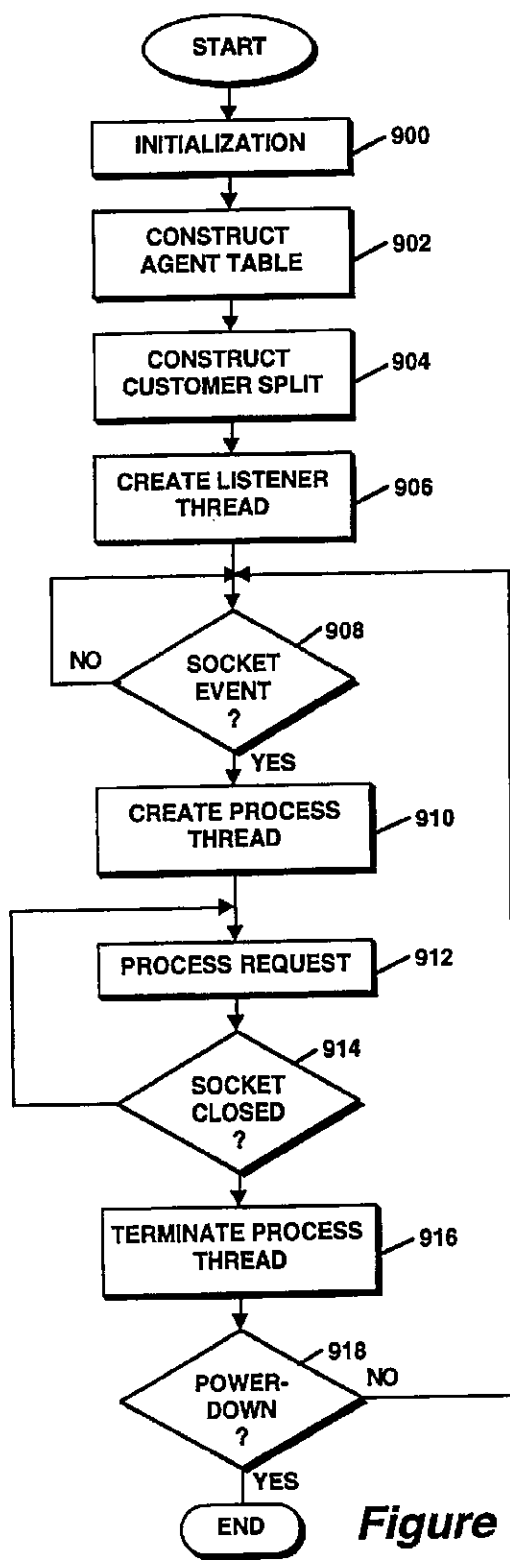 START
INITIALIZATION
900
CONSTRUCT
AGENT TABLE
902
CONSTRUCT
CUSTOMER SPLIT
904
CREATE LISTENER
THREAD
906
908
NO
SOCKET
EVENT
?
YES
CREATE PROCESS
THREAD
910
PROCESS REQUEST
912
914
SOCKET
CLOSED
?
TERMINATE PROCESS
THREAD
916
918
NO
POWER-
DOWN
?
YES
END
Figure